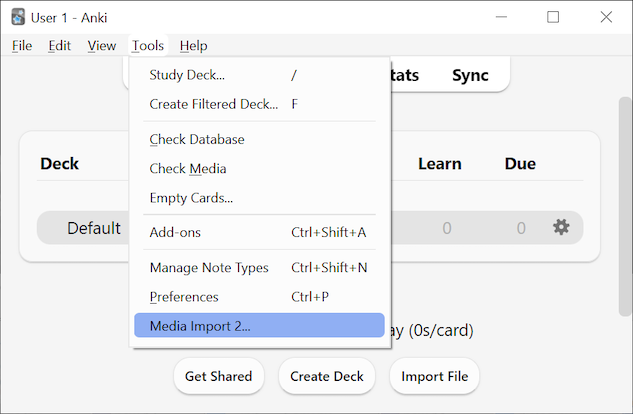 User 1 - Anki
File Edit View Tools Help
Study Deck... /
tats Sync
Create Filtered Deck... F
Check Database
Check Media
Empty Cards...
Add-ons Ctrl+Shift+A
Manage Note Types Ctrl+Shift+N
Preferences Ctrl+P
Media Import 2...
Deck Learn Due
Default 0 0
ay (0s/card)
Get Shared Create Deck Import File